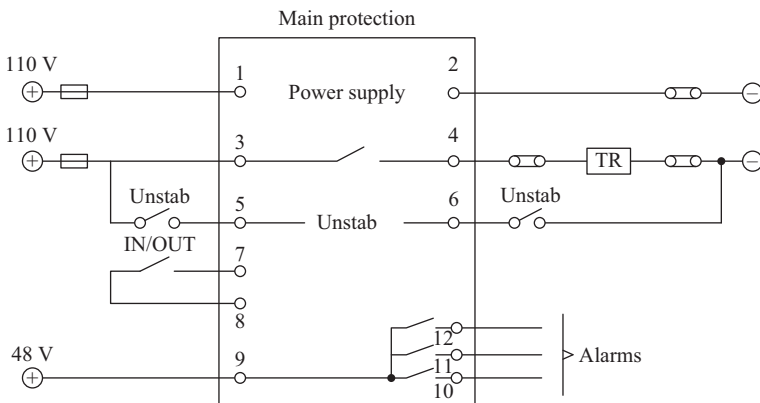 Main protection
110 V
1
Power supply
2
+
−
110 V
3
4
+
TR
−
Unstab
5
Unstab
6
Unstab
IN/OUT
7
8
12
48 V
9
11
Alarms
+
10